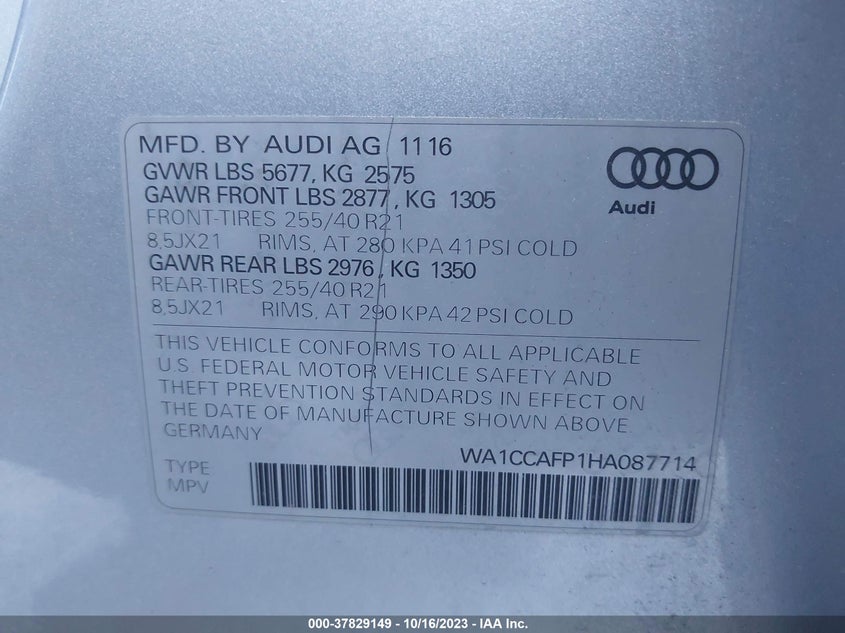 MFD. BY AUDI AG 11 16
GVWR LBS 5677, KG 2575
GAWR FRONT LBS 2877, KG 1305
FRONT-TIRES 255/40 R21
8,5JX21 RIMS, AT 280 KPA 41 PSI COLD
GAWR REAR LBS 2976, KG 1350
REAR-TIRES 255/40 R21
8,5JX21 RIMS, AT 290 KPA 42 PSI COLD
Audi
THIS VEHICLE CONFORMS TO ALL APPLICABLE
U.S. FEDERAL MOTOR VEHICLE SAFETY AND
THEFT PREVENTION STANDARDS IN EFFECT ON
THE DATE OF MANUFACTURE SHOWN ABOVE.
GERMANY
WA1CCAFP1HA087714
TYPE
MPV
000-37829149 - 10/16/2023 - IAA Inc.